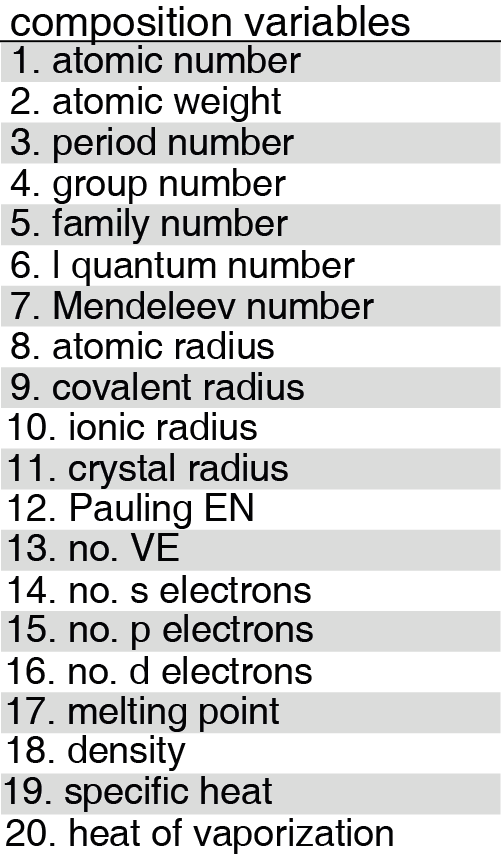 composition variables
1. atomic number
2. atomic weight
3. period number
4. group number
5. family number
6. l quantum number
7. Mendeleev number
8. atomic radius
9. covalent radius
10. ionic radius
11. crystal radius
12. Pauling EN
13. no. VE
14. no. s electrons
15. no. p electrons
16. no. d electrons
17. melting point
18. density
19. specific heat
20. heat of vaporization